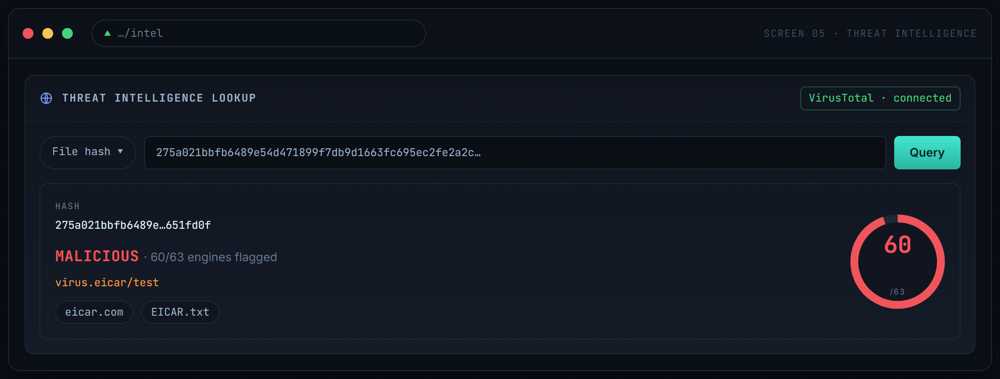 …/intel
SCREEN 05 · THREAT INTELLIGENCE
THREAT INTELLIGENCE LOOKUP
VirusTotal · connected
File hash ▼
275a021bbfb6489e54d471899f7db9d1663fc695ec2fe2a2c…
Query
HASH
275a021bbfb6489e…651fd0f
MALICIOUS · 60/63 engines flagged
virus.eicar/test
eicar.com
EICAR.txt
60
/63